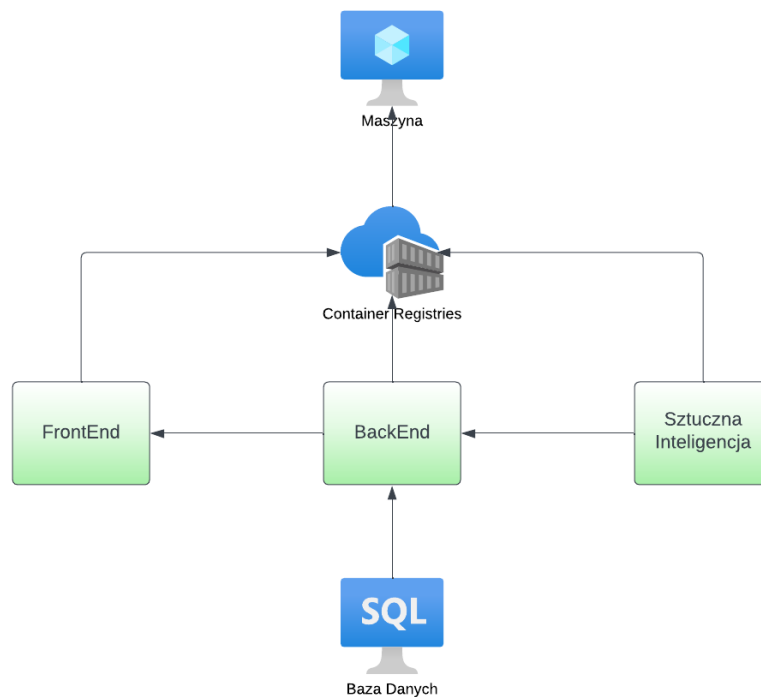 Maszyna
Container Registries
FrontEnd
BackEnd
Sztuczna
Inteligencja
SQL
Baza Danych